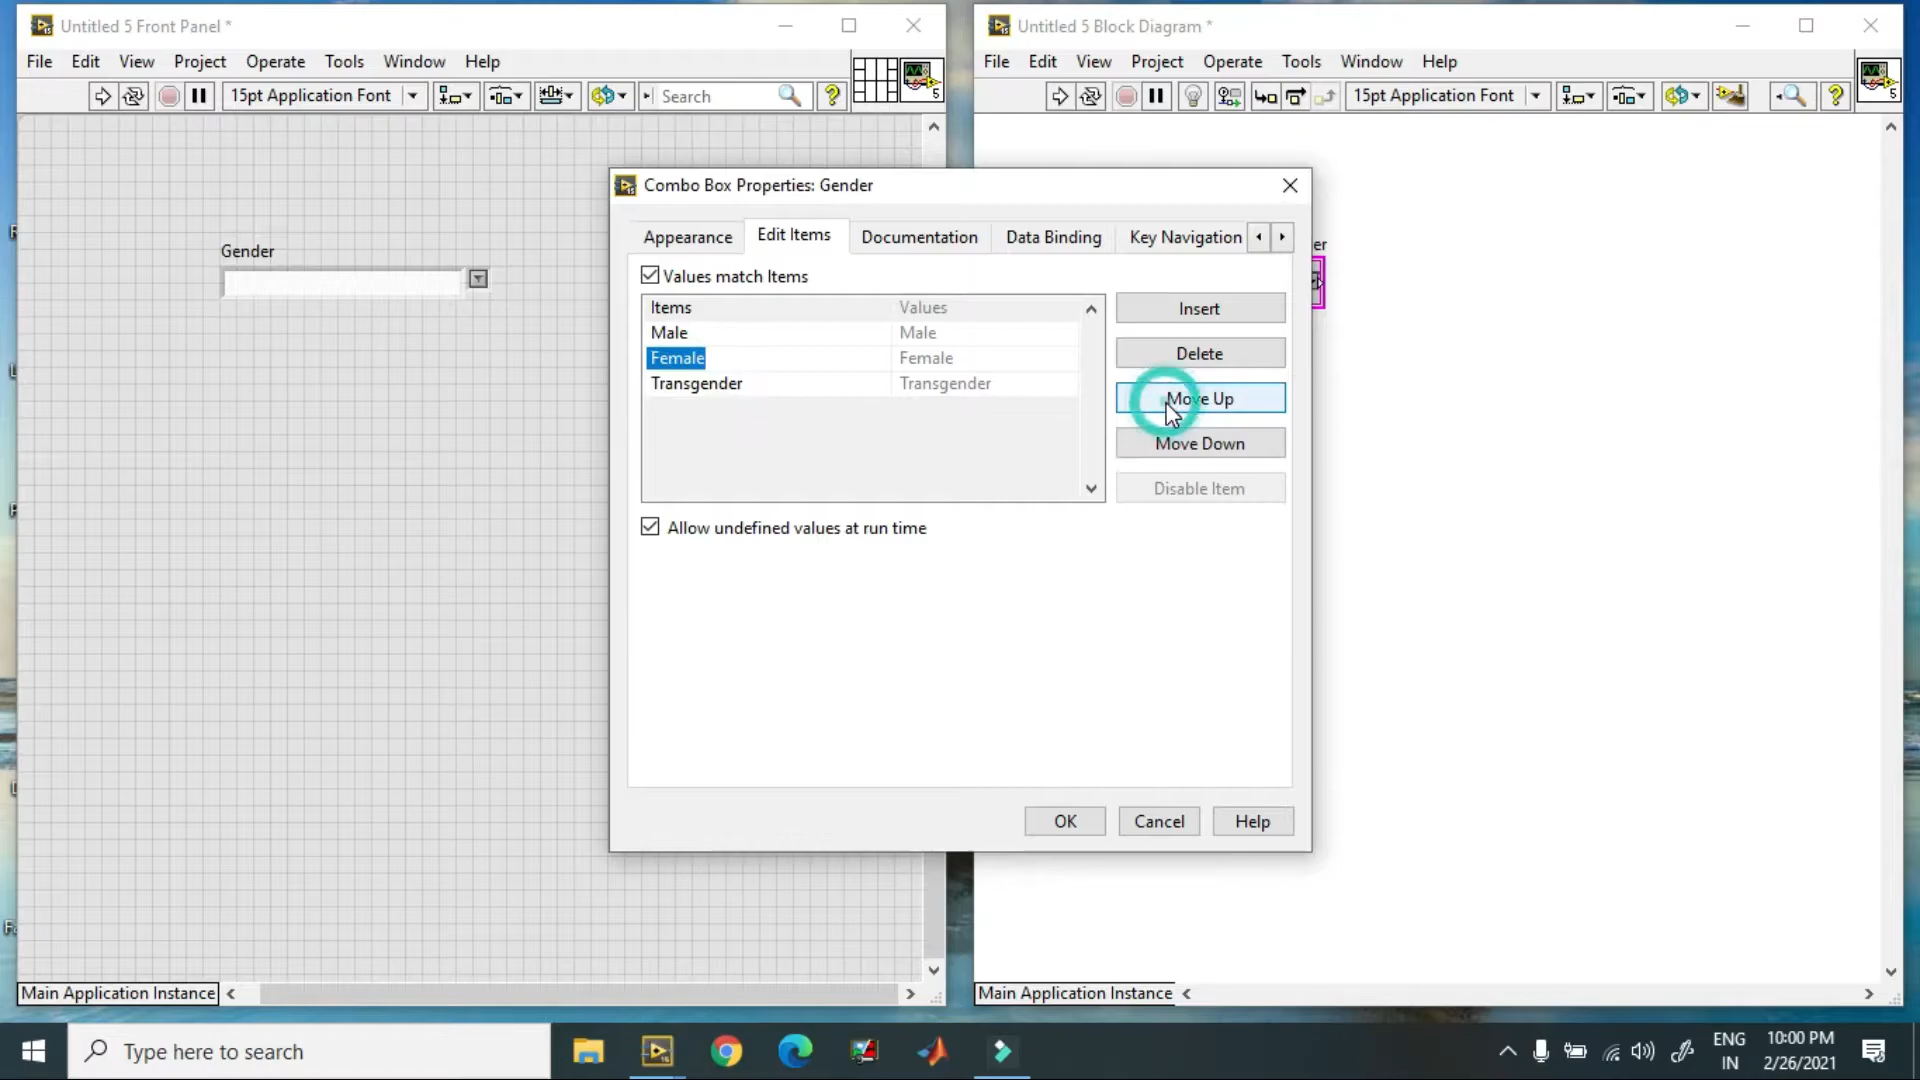 Untitled 5 Front Panel *
File Edit View Project Operate Tools Window Help
15pt Application Font
Search
5
Gender
Main Application Instance
Untitled 5 Block Diagram *
File Edit View Project Operate Tools Window Help
15pt Application Font
5
er
Main Application Instance
Combo Box Properties: Gender
Appearance Edit Items Documentation Data Binding Key Navigation
Values match Items
Items Values
Male Male
Female Female
Transgender Transgender
Insert
Delete
Move Up
Move Down
Disable Item
Allow undefined values at run time
OK Cancel Help
Type here to search
ENG
IN
10:00 PM
2/26/2021